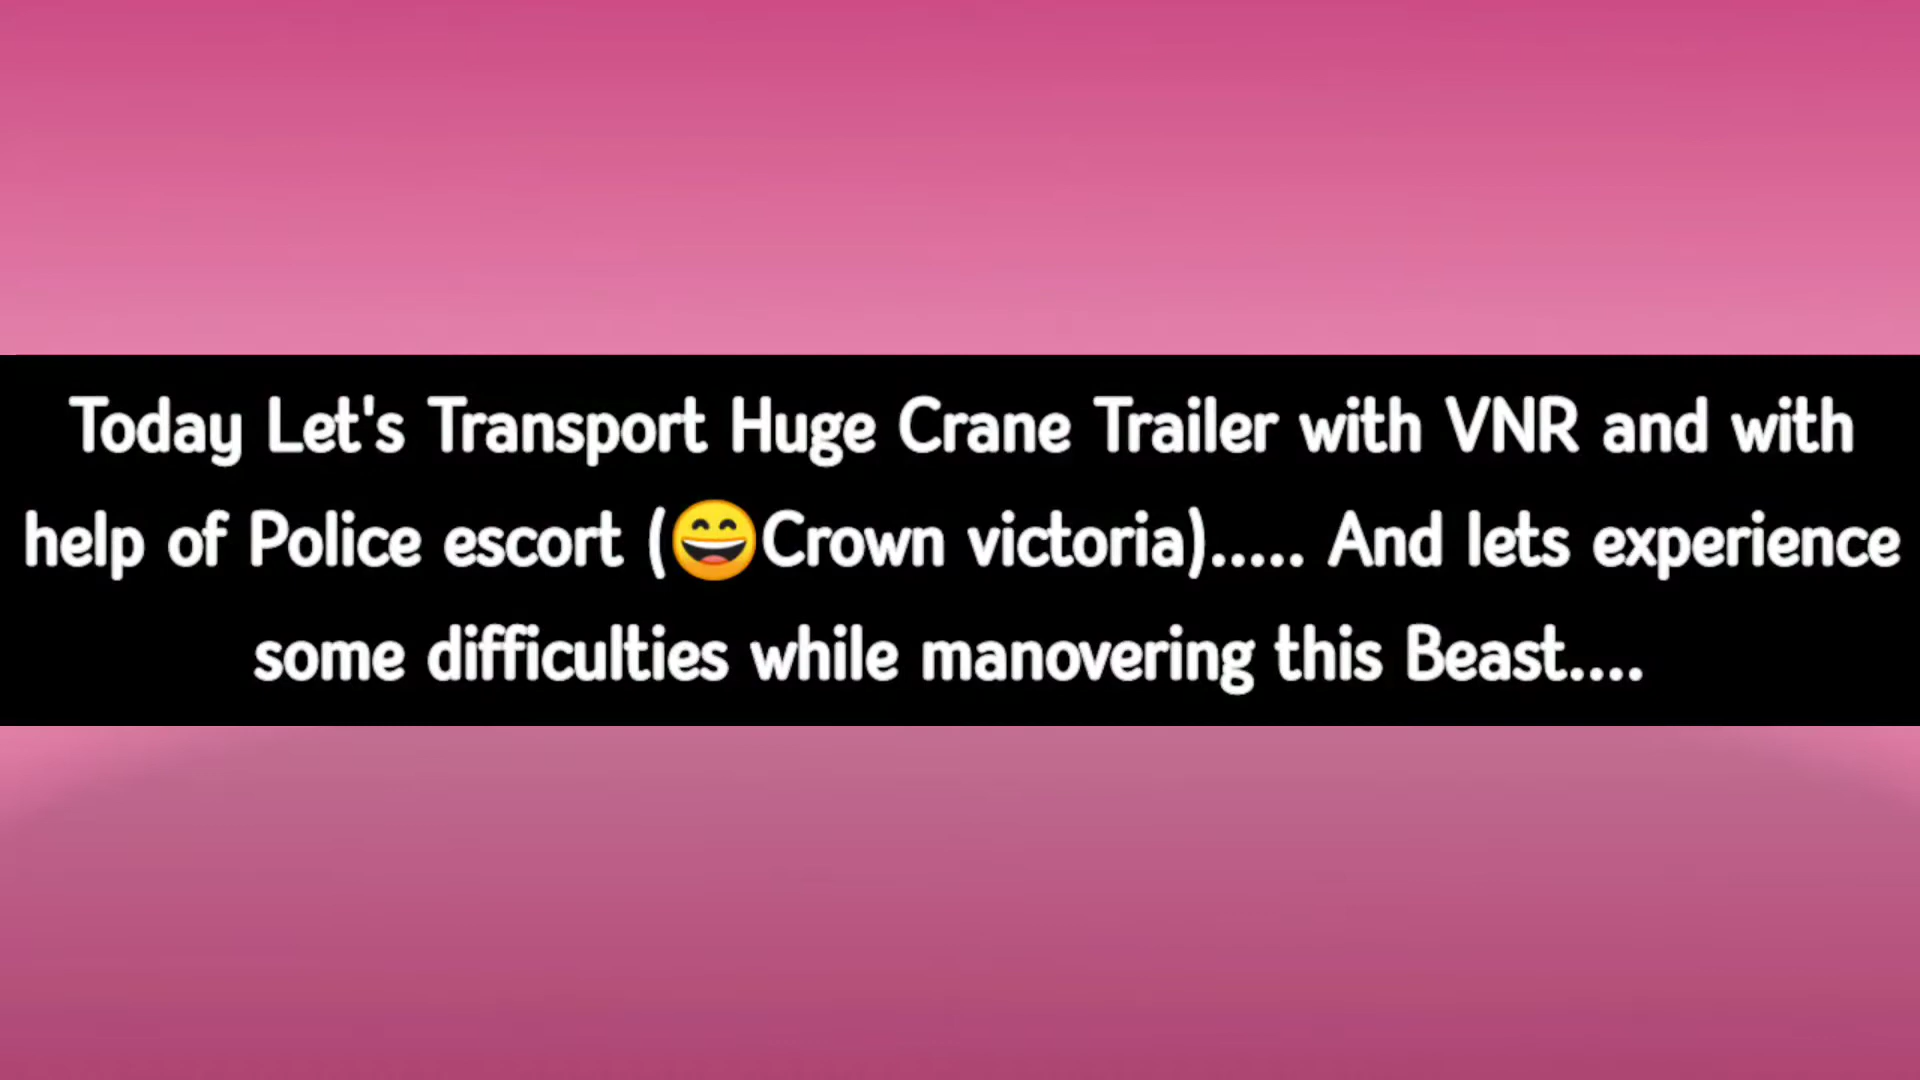 Today Let's Transport Huge Crane Trailer with VNR and with
help of Police escort (😄Crown victoria)..... And lets experience
some difficulties while manovering this Beast....